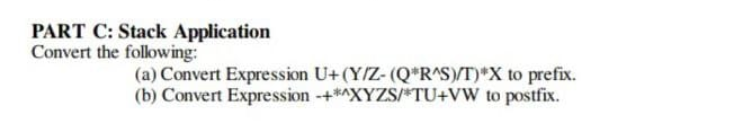 PART C: Stack Application
Convert the following:
(a) Convert Expression U+(Y/Z- (Q*R^S)/T)*X to prefix.
(b) Convert Expression -+*^XYZS/*TU+VW to postfix.